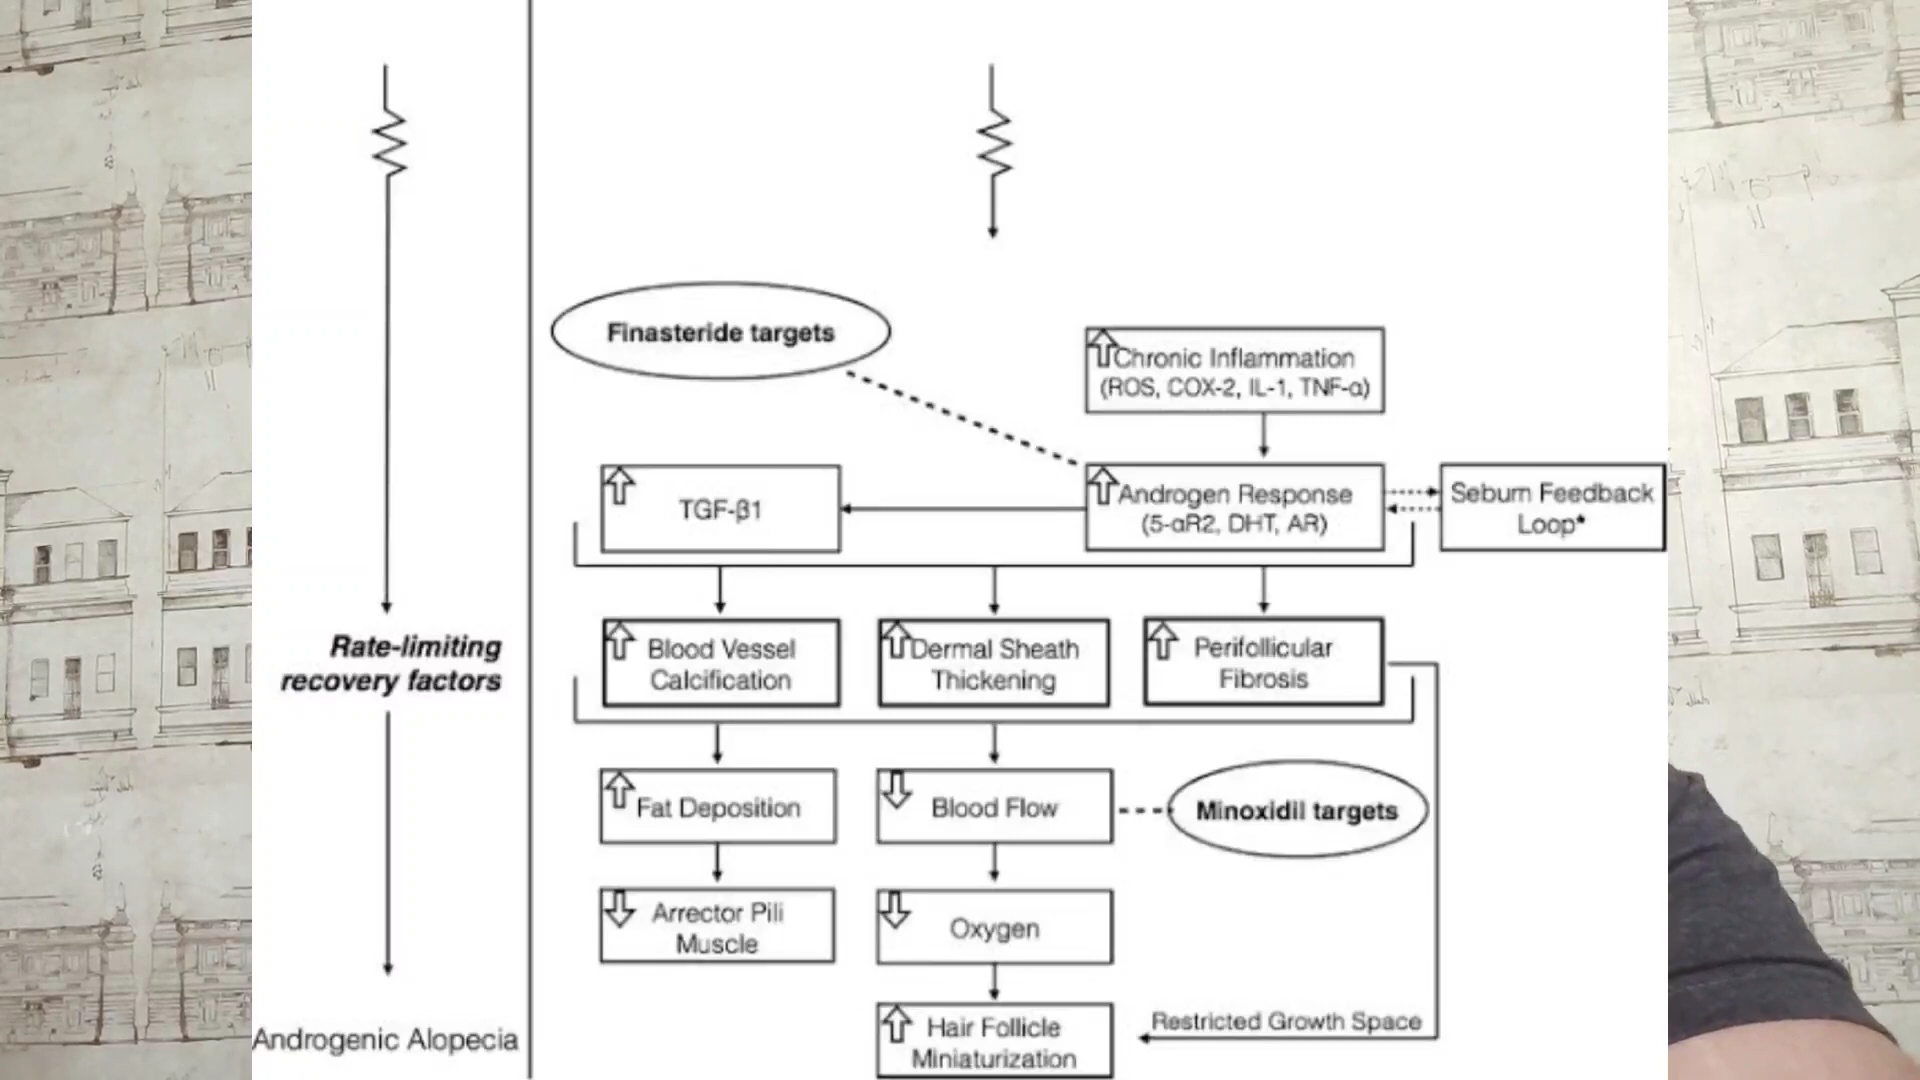 Finasteride targets
Chronic Inflammation
(ROS, COX-2, IL-1, TNF-α)
TGF-β1
Androgen Response
(5-αR2, DHT, AR)
Sebum Feedback
Loop*
Rate-limiting
recovery factors
Blood Vessel
Calcification
Dermal Sheath
Thickening
Perifollicular
Fibrosis
Fat Deposition
Blood Flow
Minoxidil targets
Arrector Pili
Muscle
Oxygen
Androgenic Alopecia
Hair Follicle
Miniaturization
Restricted Growth Space